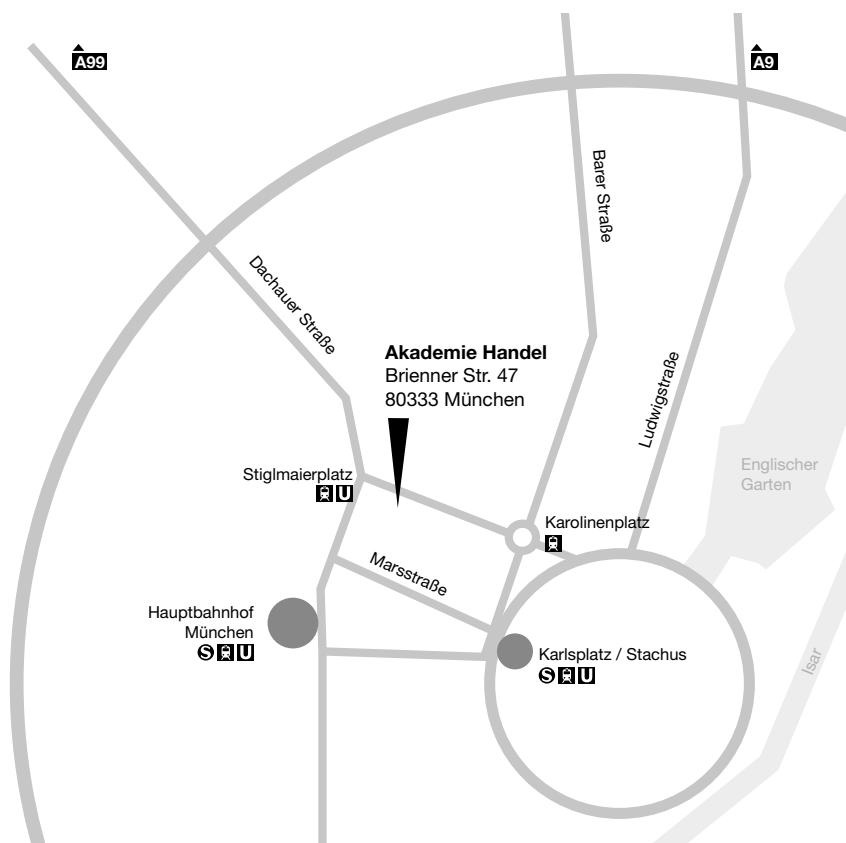 A99
A9
Barer Straße
Dachauer Straße
Akademie Handel
Brienner Str. 47
80333 München
Ludwigstraße
Englischer
Garten
Stiglmaierplatz
U
Karolinenplatz
Marsstraße
Hauptbahnhof
München
S U
Karlsplatz / Stachus
S U
Isar